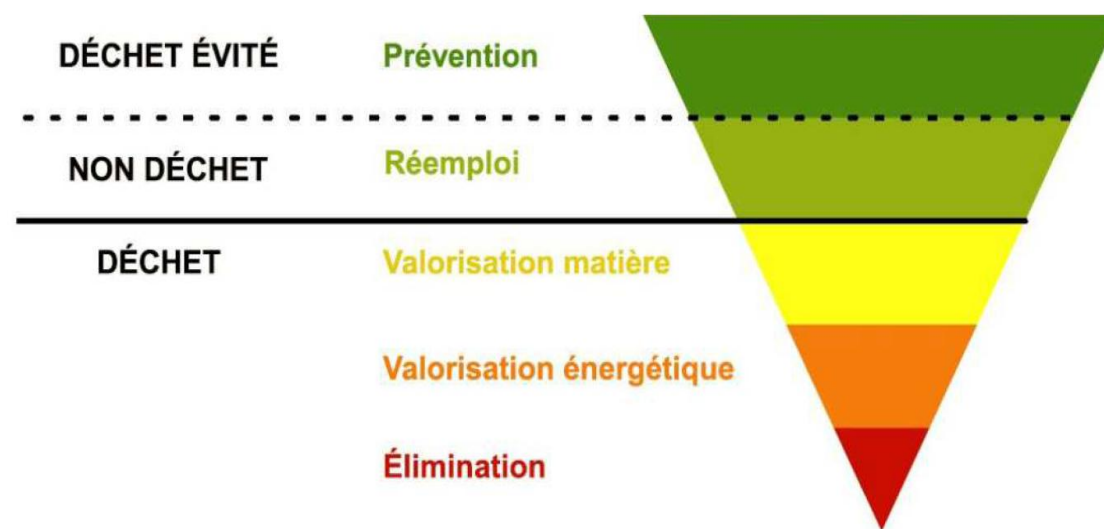 DÉCHET ÉVITÉ Prévention
NON DÉCHET Réemploi
DÉCHET Valorisation matière
Valorisation énergétique
Élimination